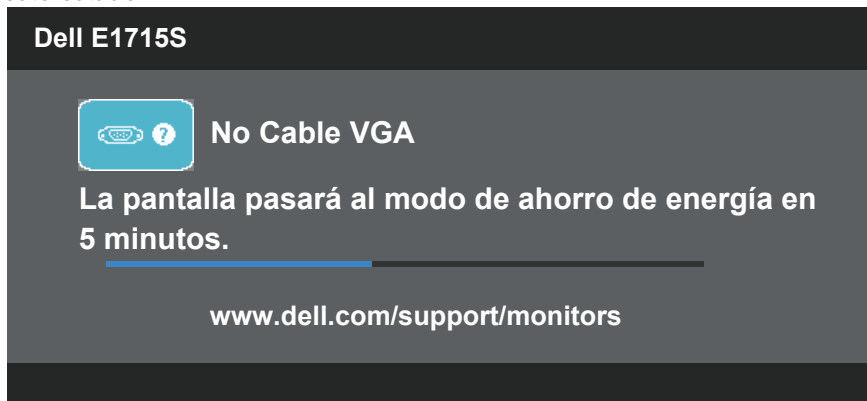 Dell E1715S
No Cable VGA
La pantalla pasará al modo de ahorro de energía en
5 minutos.
www.dell.com/support/monitors